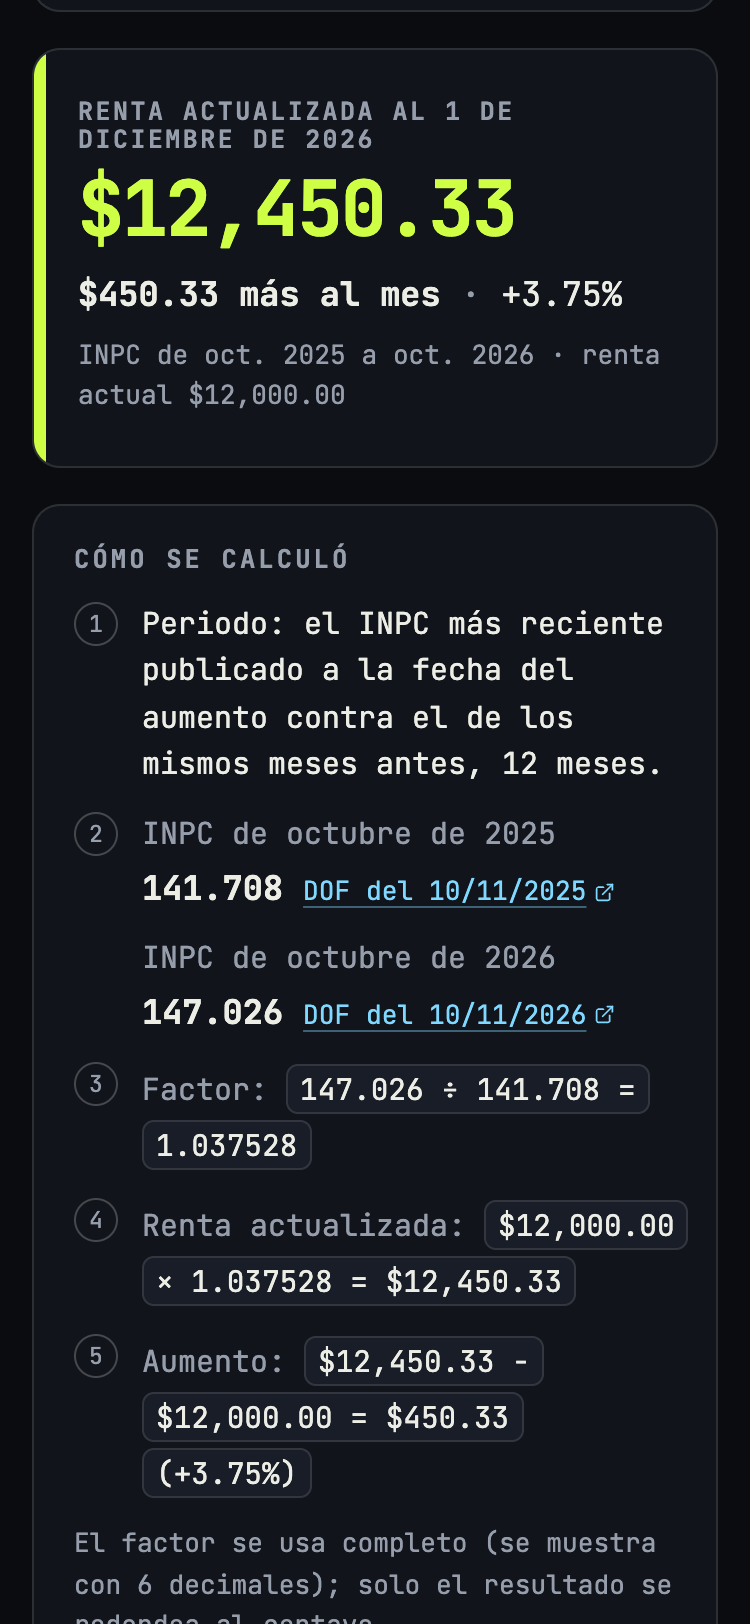 RENTA ACTUALIZADA AL 1 DE
DICIEMBRE DE 2026
$12,450.33
$450.33 más al mes · +3.75%
INPC de oct. 2025 a oct. 2026 · renta
actual $12,000.00
CÓMO SE CALCULÓ
1 Periodo: el INPC más reciente
publicado a la fecha del
aumento contra el de los
mismos meses antes, 12 meses.
2 INPC de octubre de 2025
141.708 DOF del 10/11/2025
INPC de octubre de 2026
147.026 DOF del 10/11/2026
3 Factor: 147.026 ÷ 141.708 =
1.037528
4 Renta actualizada: $12,000.00
× 1.037528 = $12,450.33
5 Aumento: $12,450.33 -
$12,000.00 = $450.33
(+3.75%)
El factor se usa completo (se muestra
con 6 decimales); solo el resultado se
redondea al centavo